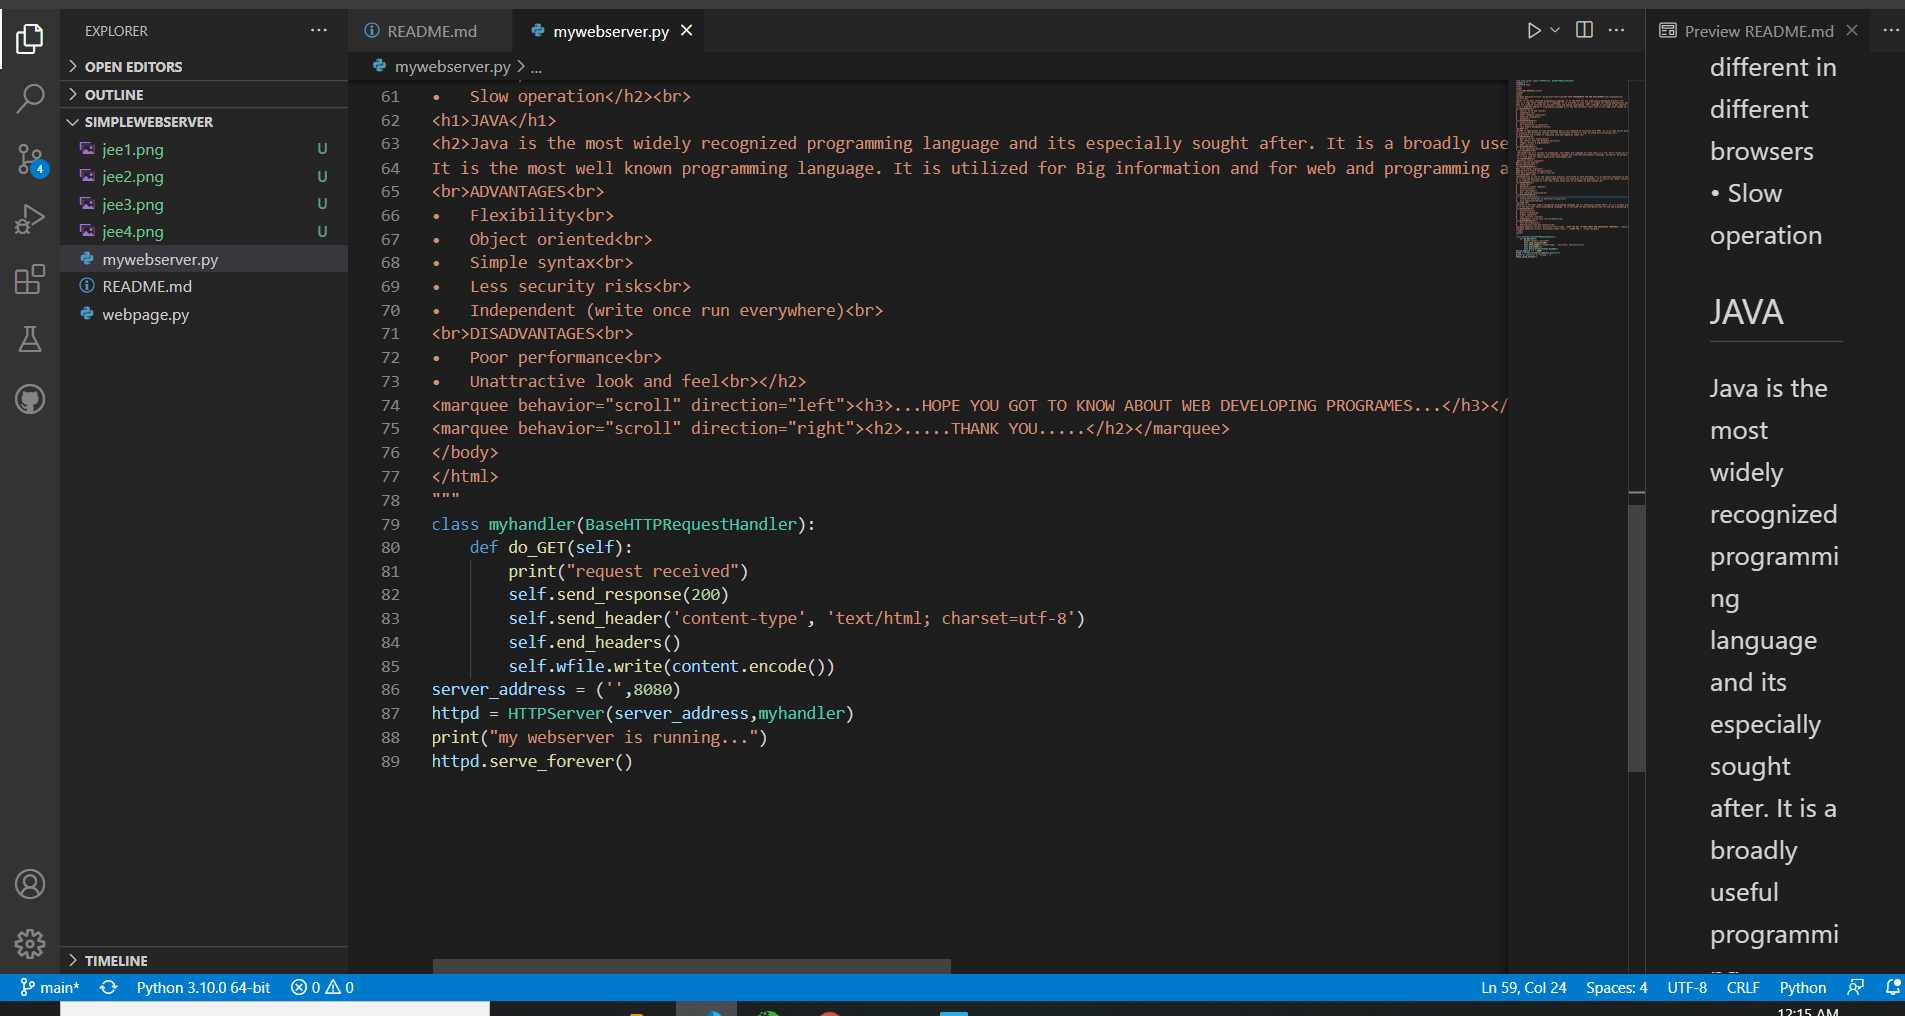 EXPLORER
OPEN EDITORS
OUTLINE
SIMPLEWEBSERVER
jee1.png U
jee2.png U
jee3.png U
jee4.png U
mywebserver.py
README.md
webpage.py
TIMELINE
README.md
mywebserver.py
mywebserver.py > ...
61 • Slow operation</h2><br>
62 <h1>JAVA</h1>
63 <h2>Java is the most widely recognized programming language and its especially sought after. It is a broadly use
64 It is the most well known programming language. It is utilized for Big information and for web and programming a
65 <br>ADVANTAGES<br>
66 • Flexibility<br>
67 • Object oriented<br>
68 • Simple syntax<br>
69 • Less security risks<br>
70 • Independent (write once run everywhere)<br>
71 <br>DISADVANTAGES<br>
72 • Poor performance<br>
73 • Unattractive look and feel<br></h2>
74 <marquee behavior="scroll" direction="left"><h3>...HOPE YOU GOT TO KNOW ABOUT WEB DEVELOPING PROGRAMES...</h3></
75 <marquee behavior="scroll" direction="right"><h2>.....THANK YOU.....</h2></marquee>
76 </body>
77 </html>
78 """
79 class myhandler(BaseHTTPRequestHandler):
80 def do_GET(self):
81 print("request received")
82 self.send_response(200)
83 self.send_header('content-type', 'text/html; charset=utf-8')
84 self.end_headers()
85 self.wfile.write(content.encode())
86 server_address = ('',8080)
87 httpd = HTTPServer(server_address,myhandler)
88 print("my webserver is running...")
89 httpd.serve_forever()
Preview README.md
different in
different
browsers
• Slow
operation
JAVA
Java is the
most
widely
recognized
programmi
ng
language
and its
especially
sought
after. It is a
broadly
useful
programmi
4
main*
Python 3.10.0 64-bit
0 0
Ln 59, Col 24
Spaces: 4
UTF-8
CRLF
Python
12:15 AM